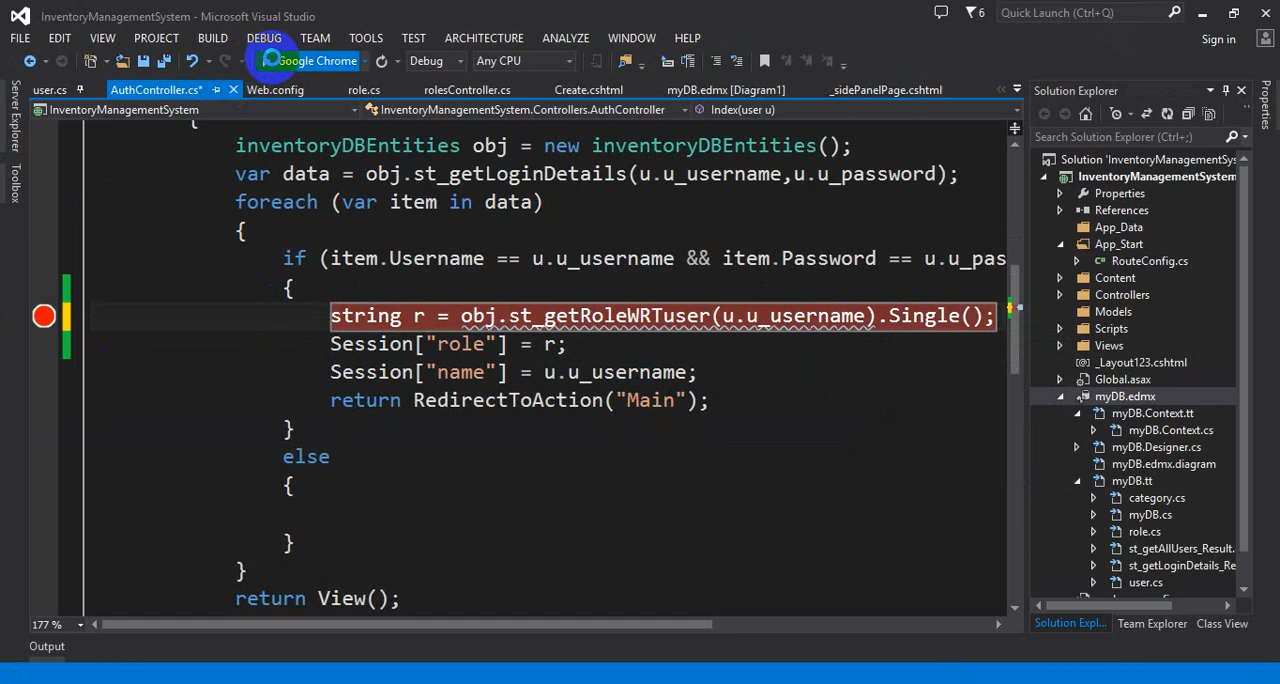 InventoryManagementSystem - Microsoft Visual Studio
6
Quick Launch (Ctrl+Q)
FILE EDIT VIEW PROJECT BUILD DEBUG TEAM TOOLS TEST ARCHITECTURE ANALYZE WINDOW HELP
Sign in
Google Chrome Debug Any CPU
user.cs AuthController.cs* Web.config role.cs rolesController.cs Create.cshtml myDB.edmx [Diagram1] _sidePanelPage.cshtml
InventoryManagementSystem InventoryManagementSystem.Controllers.AuthController Index(user u)
Server Explorer
Toolbox
{
inventoryDBEntities obj = new inventoryDBEntities();
var data = obj.st_getLoginDetails(u.u_username,u.u_password);
foreach (var item in data)
{
if (item.Username == u.u_username && item.Password == u.u_pas
{
string r = obj.st_getRoleWRTuser(u.u_username).Single();
Session["role"] = r;
Session["name"] = u.u_username;
return RedirectToAction("Main");
}
else
{
}
}
return View();
177 %
Output
Solution Explorer
Search Solution Explorer (Ctrl+;)
Solution 'InventoryManagementSys
InventoryManagementSystem
Properties
References
App_Data
App_Start
RouteConfig.cs
Content
Controllers
Models
Scripts
Views
_Layout123.cshtml
Global.asax
myDB.edmx
myDB.Context.tt
myDB.Context.cs
myDB.Designer.cs
myDB.edmx.diagram
myDB.tt
category.cs
myDB.cs
role.cs
st_getAllUsers_Result.
st_getLoginDetails_Re
user.cs
Solution Expl... Team Explorer Class View
Properties